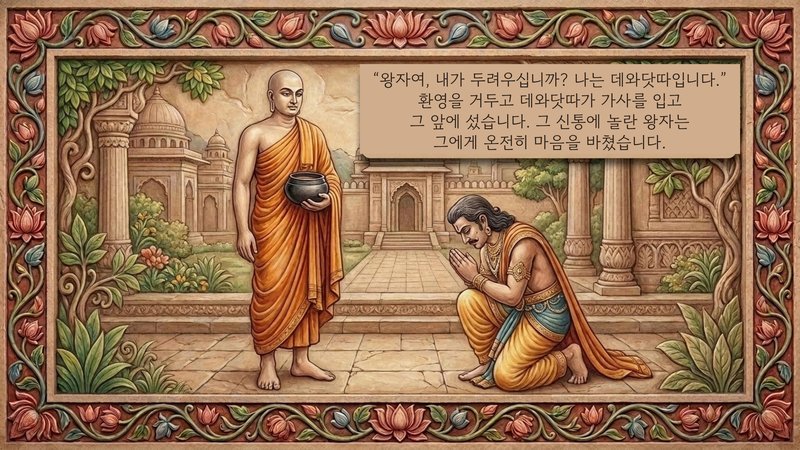 “왕자여, 내가 두려우십니까? 나는 데와닷따입니다.”
환영을 거두고 데와닷따가 가사를 입고
그 앞에 섰습니다. 그 신통에 놀란 왕자는
그에게 온전히 마음을 바쳤습니다.